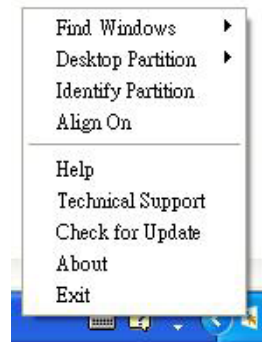 Find Windows
Desktop Partition
Identify Partition
Align On
Help
Technical Support
Check for Update
About
Exit